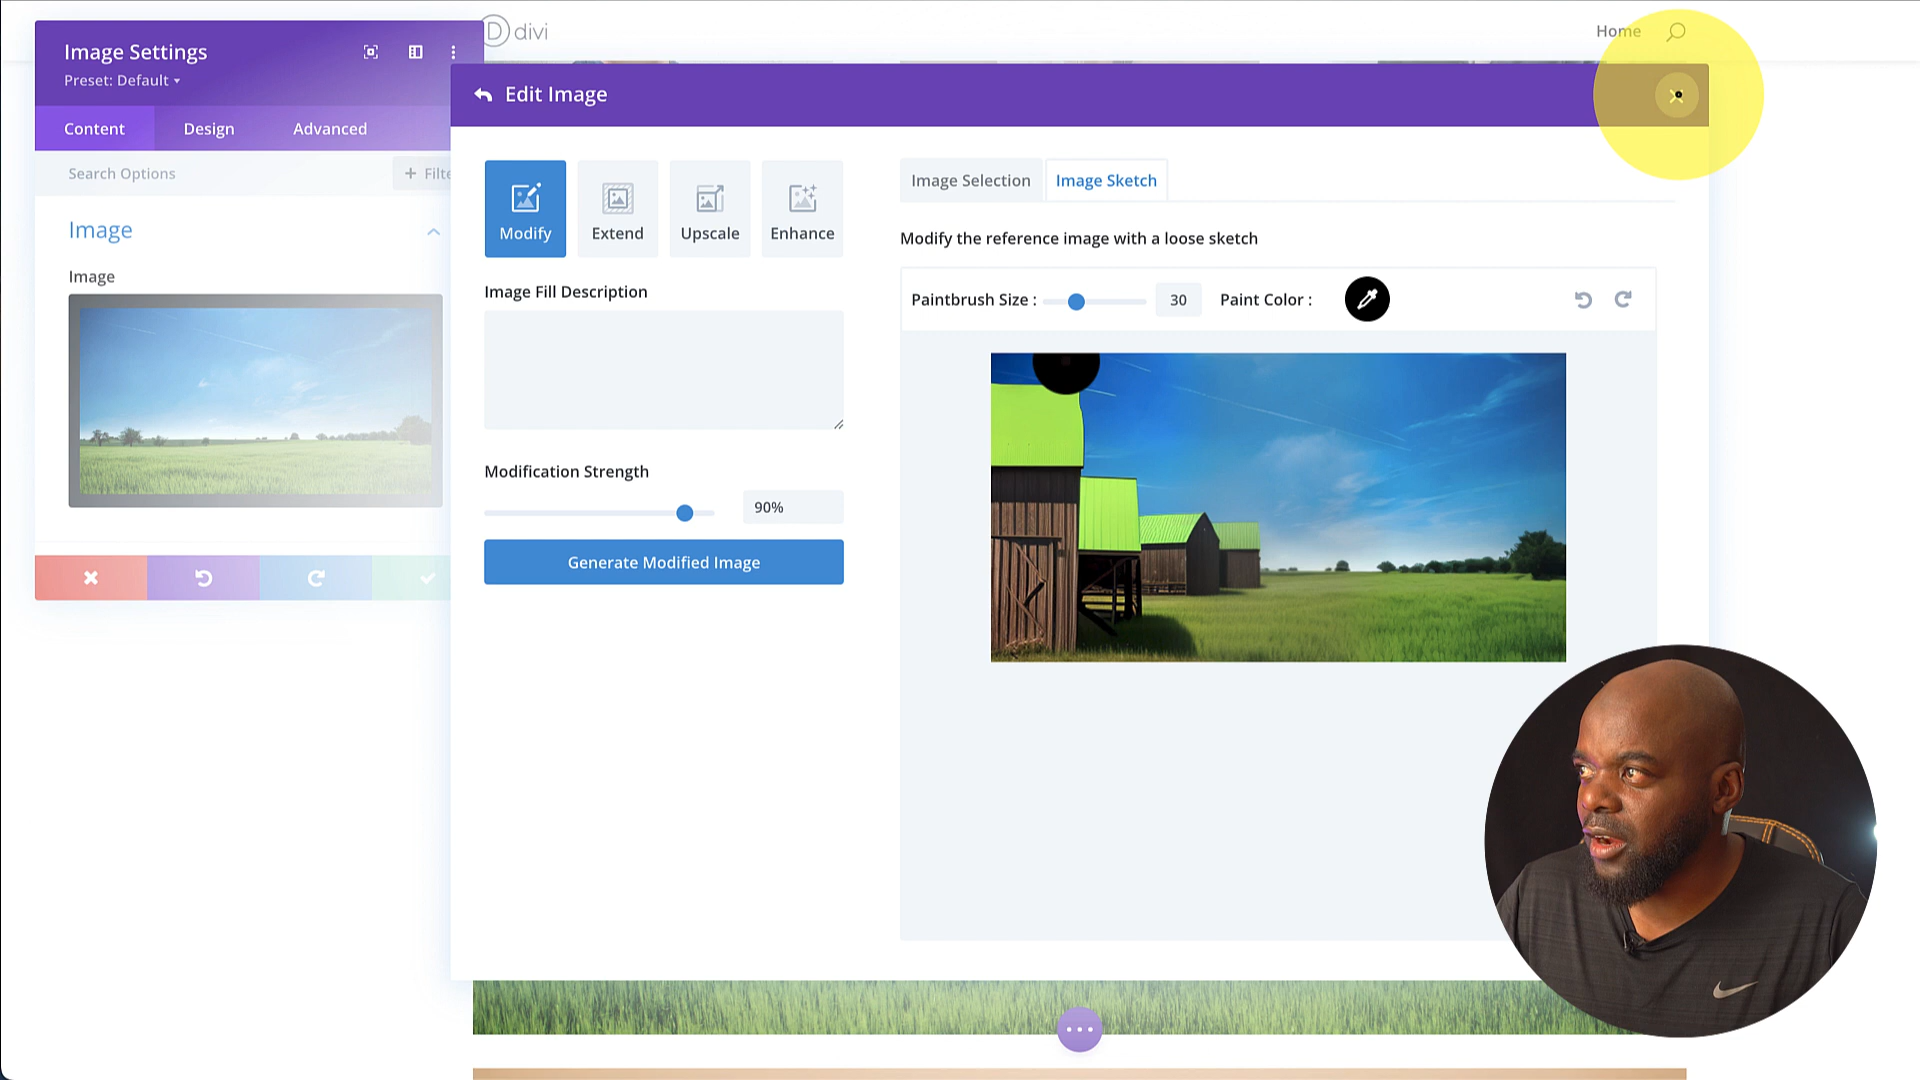 Image Settings
Preset: Default
Content
Design
Advanced
Search Options
+ Filte
Image
Image
D divi
Home
Edit Image
Modify
Extend
Upscale
Enhance
Image Fill Description
Modification Strength
90%
Generate Modified Image
Image Selection
Image Sketch
Modify the reference image with a loose sketch
Paintbrush Size :
30
Paint Color :